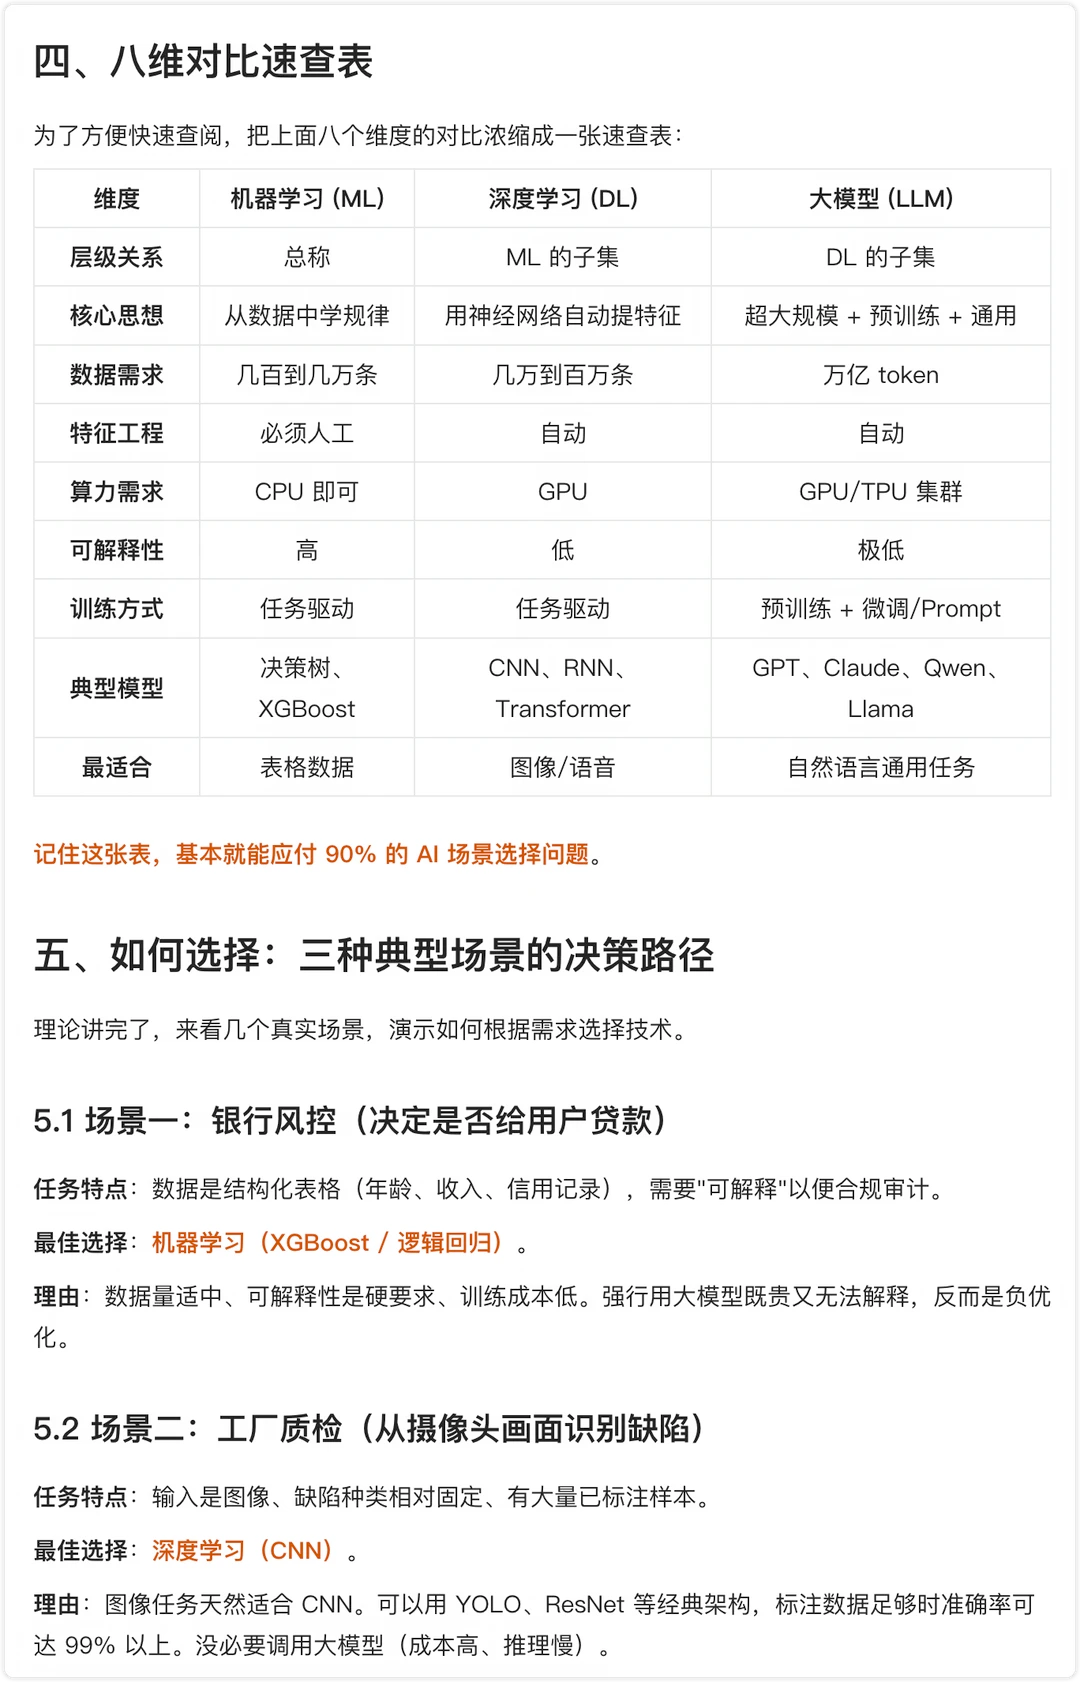 四、八维对比速查表
为了方便快速查阅，把上面八个维度的对比浓缩成一张速查表：
维度 机器学习 (ML) 深度学习 (DL) 大模型 (LLM)
层级关系 总称 ML 的子集 DL 的子集
核心思想 从数据中学规律 用神经网络自动提特征 超大规模 + 预训练 + 通用
数据需求 几百到几万条 几万到百万条 万亿 token
特征工程 必须人工 自动 自动
算力需求 CPU 即可 GPU GPU/TPU 集群
可解释性 高 低 极低
训练方式 任务驱动 任务驱动 预训练 + 微调/Prompt
典型模型 决策树、 CNN、RNN、 GPT、Claude、Qwen、
XGBoost Transformer Llama
最适合 表格数据 图像/语音 自然语言通用任务
记住这张表，基本就能应付 90% 的 AI 场景选择问题。
五、如何选择：三种典型场景的决策路径
理论讲完了，来看几个真实场景，演示如何根据需求选择技术。
5.1 场景一：银行风控（决定是否给用户贷款）
任务特点：数据是结构化表格（年龄、收入、信用记录），需要"可解释"以便合规审计。
最佳选择：机器学习（XGBoost / 逻辑回归）。
理由：数据量适中、可解释性是硬要求、训练成本低。强行用大模型既贵又无法解释，反而是负优
化。
5.2 场景二：工厂质检（从摄像头画面识别缺陷）
任务特点：输入是图像、缺陷种类相对固定、有大量已标注样本。
最佳选择：深度学习（CNN）。
理由：图像任务天然适合 CNN。可以用 YOLO、ResNet 等经典架构，标注数据足够时准确率可
达 99% 以上。没必要调用大模型（成本高、推理慢）。